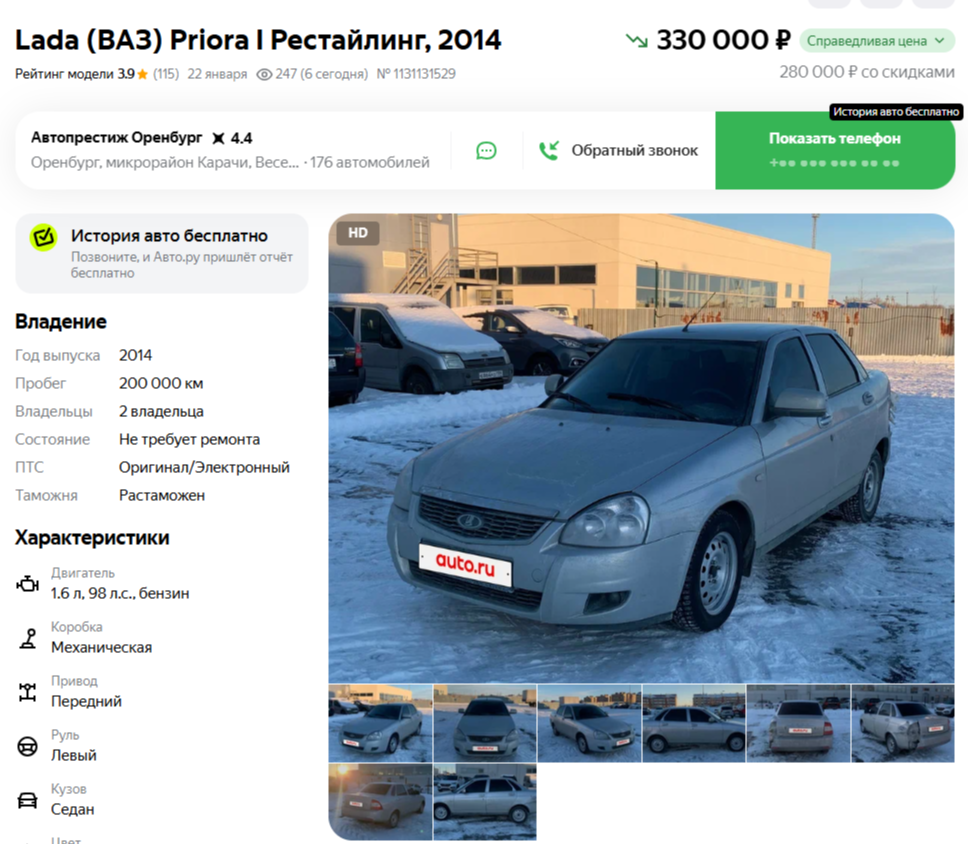 Lada (ВАЗ) Priora I Рестайлинг, 2014
330 000 ₽ Справедливая цена
Рейтинг модели 3.9 (115) 22 января 247 (6 сегодня) № 1131131529
280 000 ₽ со скидками
История авто бесплатно
Автопрестиж Оренбург 4.4
Оренбург, микрорайон Карачи, Весе... · 176 автомобилей
Обратный звонок
Показать телефон
История авто бесплатно
Позвоните, и Авто.ру пришлёт отчёт
бесплатно
HD
Владение
Год выпуска 2014
Пробег 200 000 км
Владельцы 2 владельца
Состояние Не требует ремонта
ПТС Оригинал/Электронный
Таможня Растаможен
Характеристики
Двигатель
1.6 л, 98 л.с., бензин
Коробка
Механическая
Привод
Передний
Руль
Левый
Кузов
Седан
Цвет
auto.ru